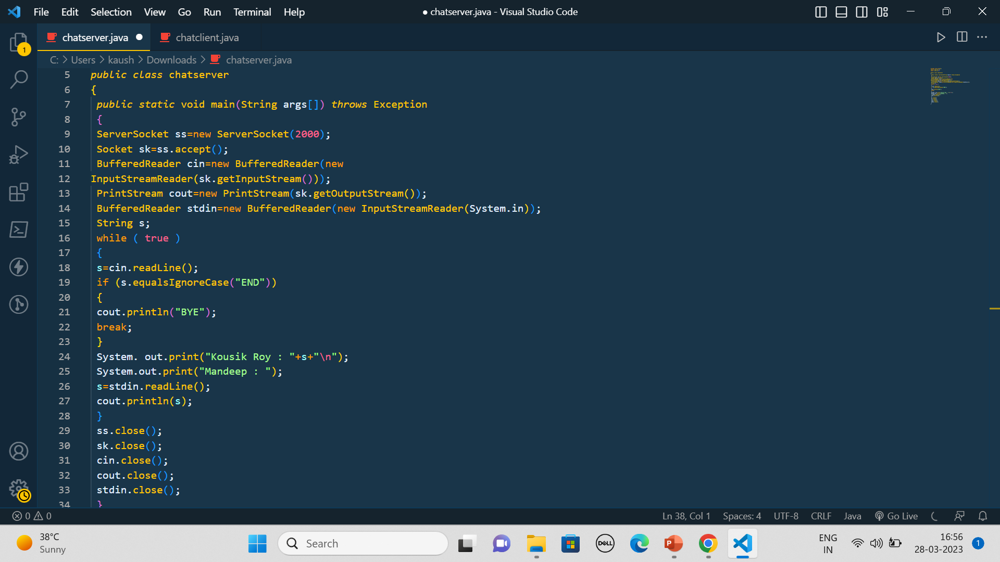 File Edit Selection View Go Run Terminal Help
● chatserver.java - Visual Studio Code
chatserver.java ●
chatclient.java
1
C: > Users > kaush > Downloads > chatserver.java
5 public class chatserver
6 {
7 public static void main(String args[]) throws Exception
8 {
9 ServerSocket ss=new ServerSocket(2000);
10 Socket sk=ss.accept();
11 BufferedReader cin=new BufferedReader(new
12 InputStreamReader(sk.getInputStream()));
13 PrintStream cout=new PrintStream(sk.getOutputStream());
14 BufferedReader stdin=new BufferedReader(new InputStreamReader(System.in));
15 String s;
16 while ( true )
17 {
18 s=cin.readLine();
19 if (s.equalsIgnoreCase("END"))
20 {
21 cout.println("BYE");
22 break;
23 }
24 System. out.print("Kousik Roy : "+s+"\n");
25 System.out.print("Mandeep : ");
26 s=stdin.readLine();
27 cout.println(s);
28 }
29 ss.close();
30 sk.close();
31 cin.close();
32 cout.close();
33 stdin.close();
34 }
0 0
Ln 38, Col 1 Spaces: 4 UTF-8 CRLF Java Go Live
38°C
Sunny
Search
DELL
P
ENG
IN
16:56
28-03-2023
1